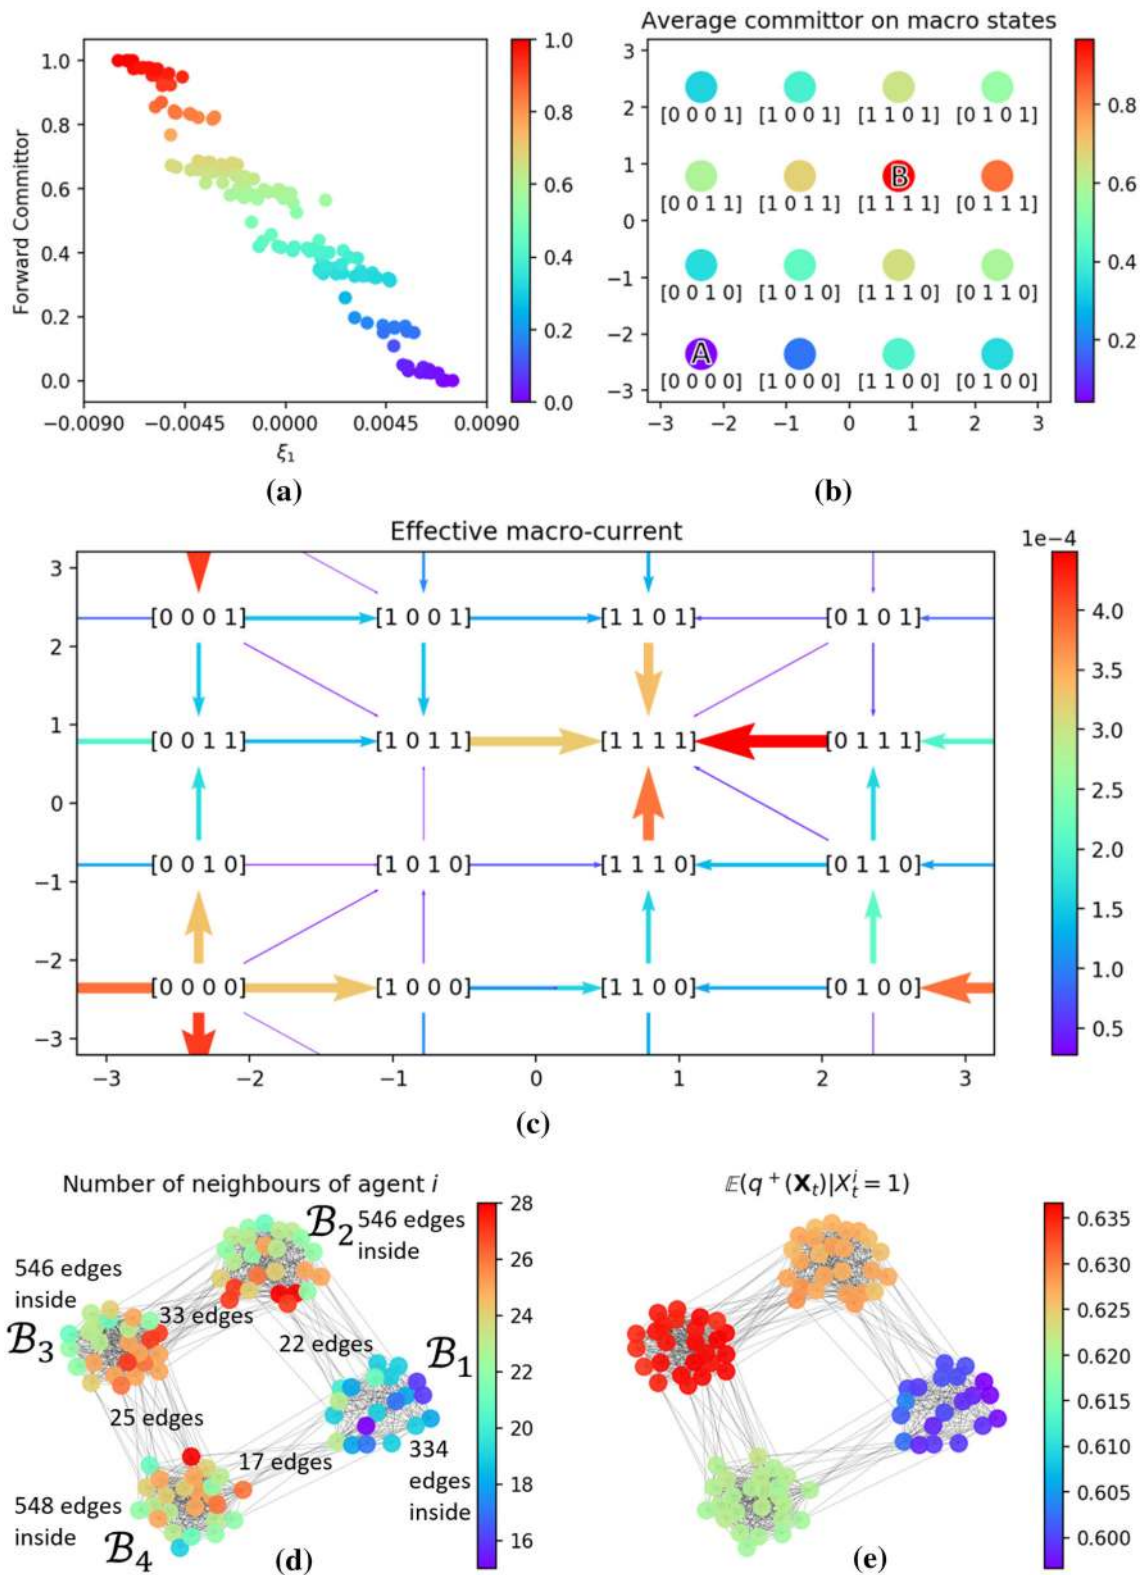 Average committor on macro states
1.0
0.8
0.6
0.4
0.2
0.0
Forward Committor
−0.0090 −0.0045 0.0000 0.0045 0.0090
ξ1
1.0
0.8
0.6
0.4
0.2
0.0
(a)
3
2
1
0
−1
−2
−3
[0 0 0 1] [1 0 0 1] [1 1 0 1] [0 1 0 1]
B
[0 0 1 1] [1 0 1 1] [1 1 1 1] [0 1 1 1]
[0 0 1 0] [1 0 1 0] [1 1 1 0] [0 1 1 0]
A
[0 0 0 0] [1 0 0 0] [1 1 0 0] [0 1 0 0]
−3 −2 −1 0 1 2 3
0.8
0.6
0.4
0.2
(b)
Effective macro-current
3
2
1
0
−1
−2
−3
[0 0 0 1] [1 0 0 1] [1 1 0 1] [0 1 0 1]
[0 0 1 1] [1 0 1 1] [1 1 1 1] [0 1 1 1]
[0 0 1 0] [1 0 1 0] [1 1 1 0] [0 1 1 0]
[0 0 0 0] [1 0 0 0] [1 1 0 0] [0 1 0 0]
−3 −2 −1 0 1 2 3
1e−4
4.0
3.5
3.0
2.5
2.0
1.5
1.0
0.5
(c)
Number of neighbours of agent i
B2 546 edges
inside
546 edges
inside
B3
33 edges
22 edges
B1
25 edges
17 edges
334
edges
inside
548 edges
inside
B4
28
26
24
22
20
18
16
(d)
𝔼(q⁺(𝐗t)|Xᵢt = 1)
0.635
0.630
0.625
0.620
0.615
0.610
0.605
0.600
(e)